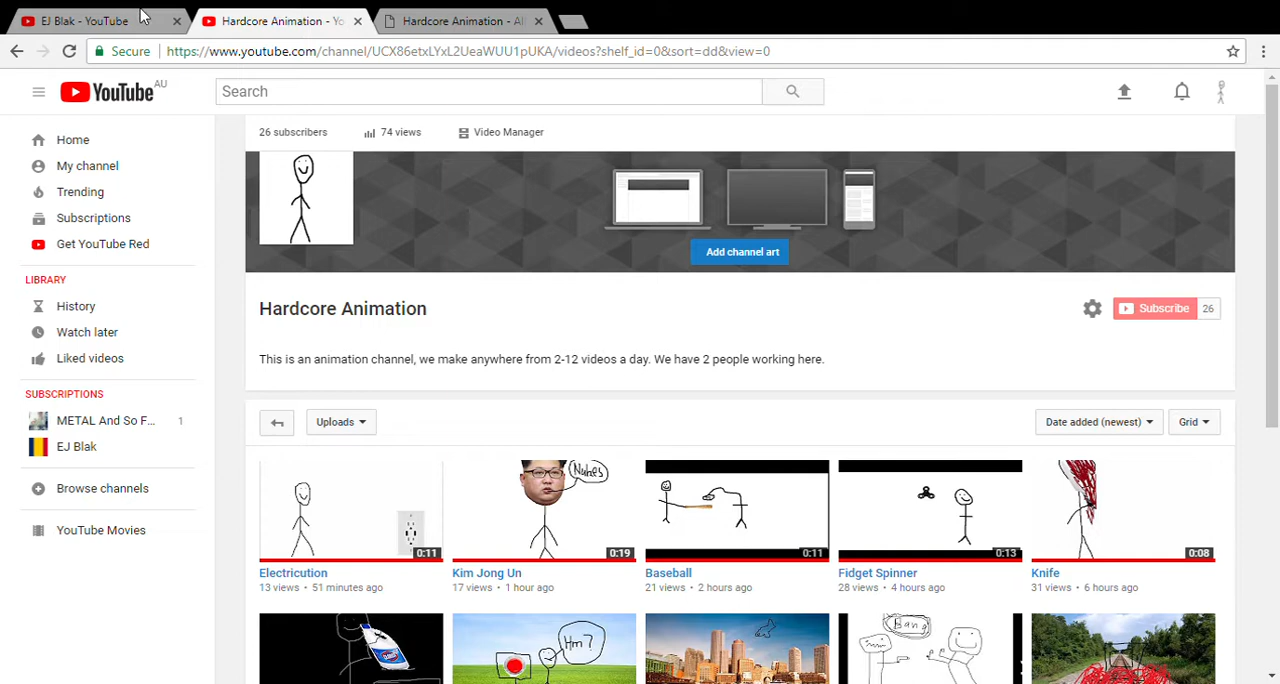 EJ Blak - YouTube
Hardcore Animation - Yo
Hardcore Animation - All
Secure https://www.youtube.com/channel/UCX86etxLYxL2UeaWUU1pUKA/videos?shelf_id=0&sort=dd&view=0
YouTube AU
Search
26 subscribers 74 views Video Manager
Home
My channel
Trending
Subscriptions
Get YouTube Red
LIBRARY
History
Watch later
Liked videos
SUBSCRIPTIONS
METAL And So F... 1
EJ Blak
Browse channels
YouTube Movies
Add channel art
Hardcore Animation
Subscribe 26
This is an animation channel, we make anywhere from 2-12 videos a day. We have 2 people working here.
Uploads
Date added (newest)
Grid
Nukes
0:11 0:19 0:11 0:13 0:08
Electricution Kim Jong Un Baseball Fidget Spinner Knife
13 views • 51 minutes ago 17 views • 1 hour ago 21 views • 2 hours ago 28 views • 4 hours ago 31 views • 6 hours ago
Hm?
Bang